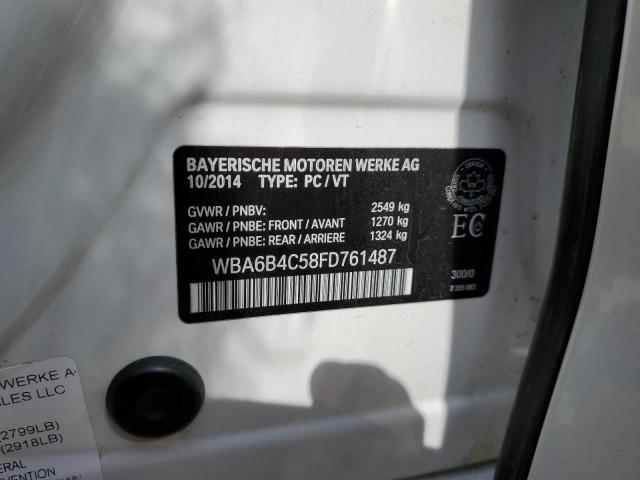 BAYERISCHE MOTOREN WERKE AG
10/2014 TYPE: PC / VT
GVWR / PNBV: 2549 kg
GAWR / PNBE: FRONT / AVANT 1270 kg
GAWR / PNBE: REAR / ARRIERE 1324 kg
WBA6B4C58FD761487
EC
300/0
WERKE A
LES LLC
(2799LB)
(2918LB)
ERAL
VENTION